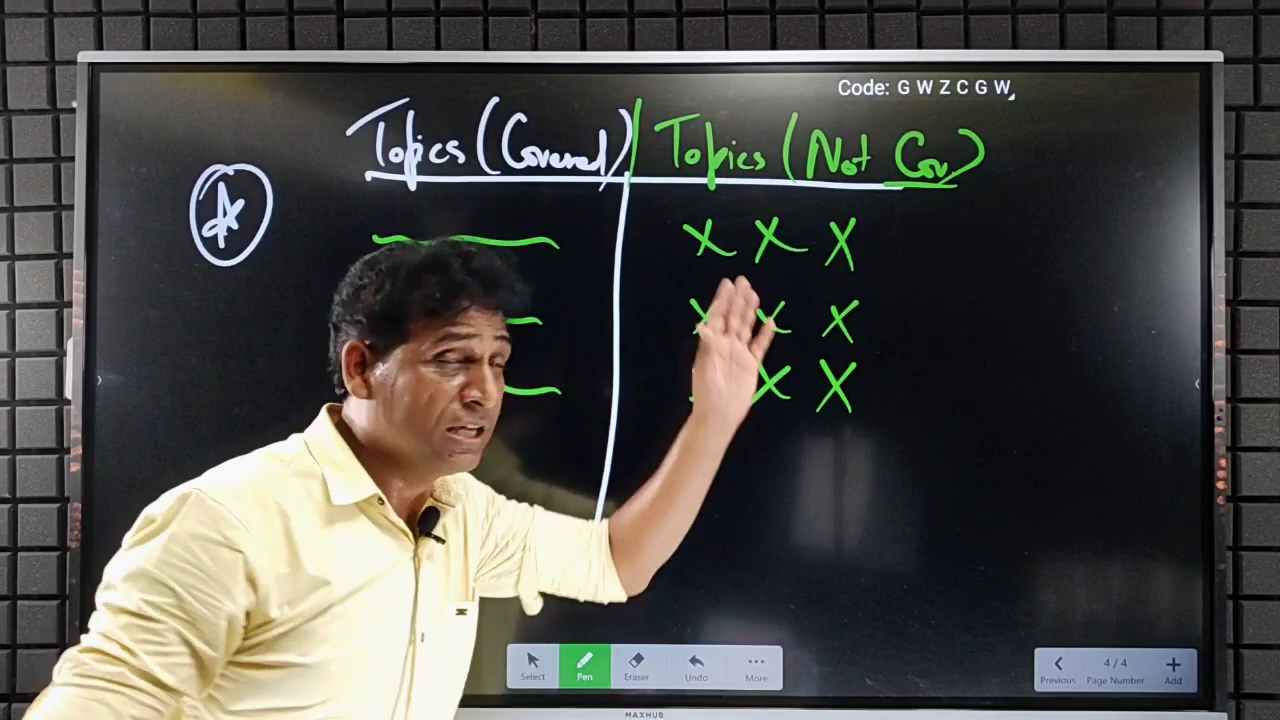 Code: G W Z C G W
Topics (Covered) Topics (Not Cov)
A
X X X
X X X
X X
Select Pen Eraser Undo More
Previous 4 / 4 Page Number Add
MAXHUB